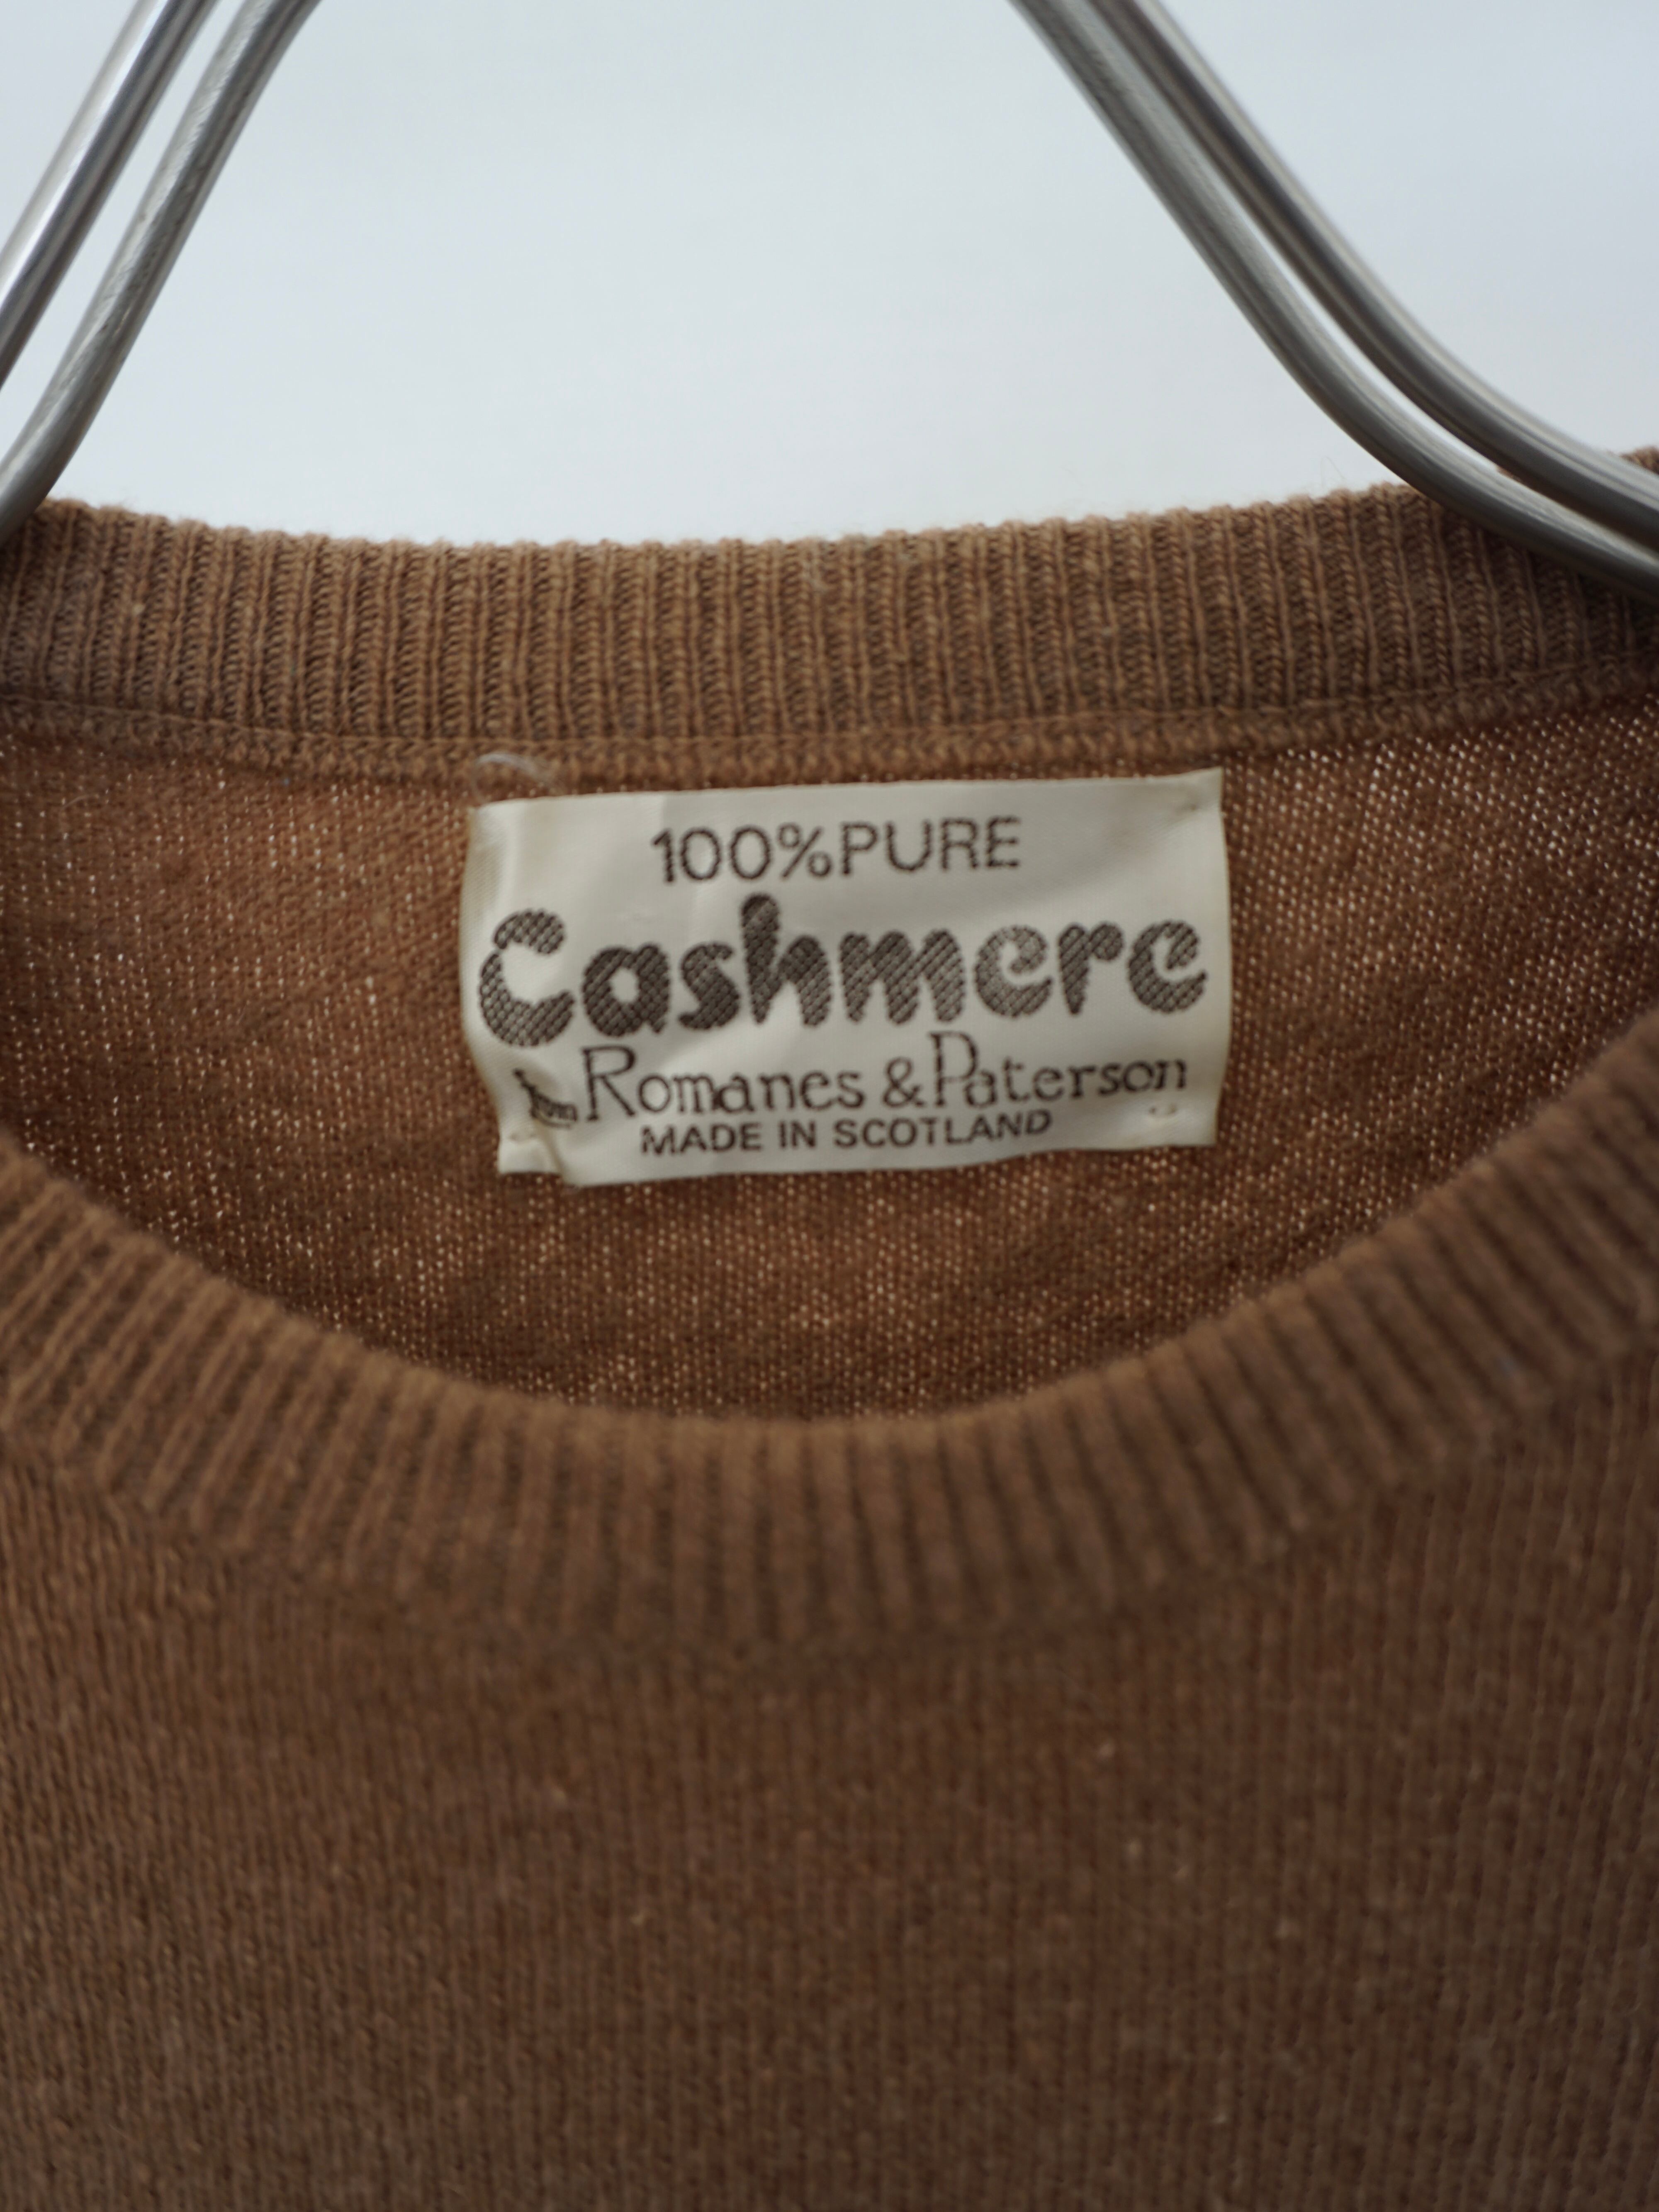 100% PURE
Cashmere
Romanes & Paterson
MADE IN SCOTLAND